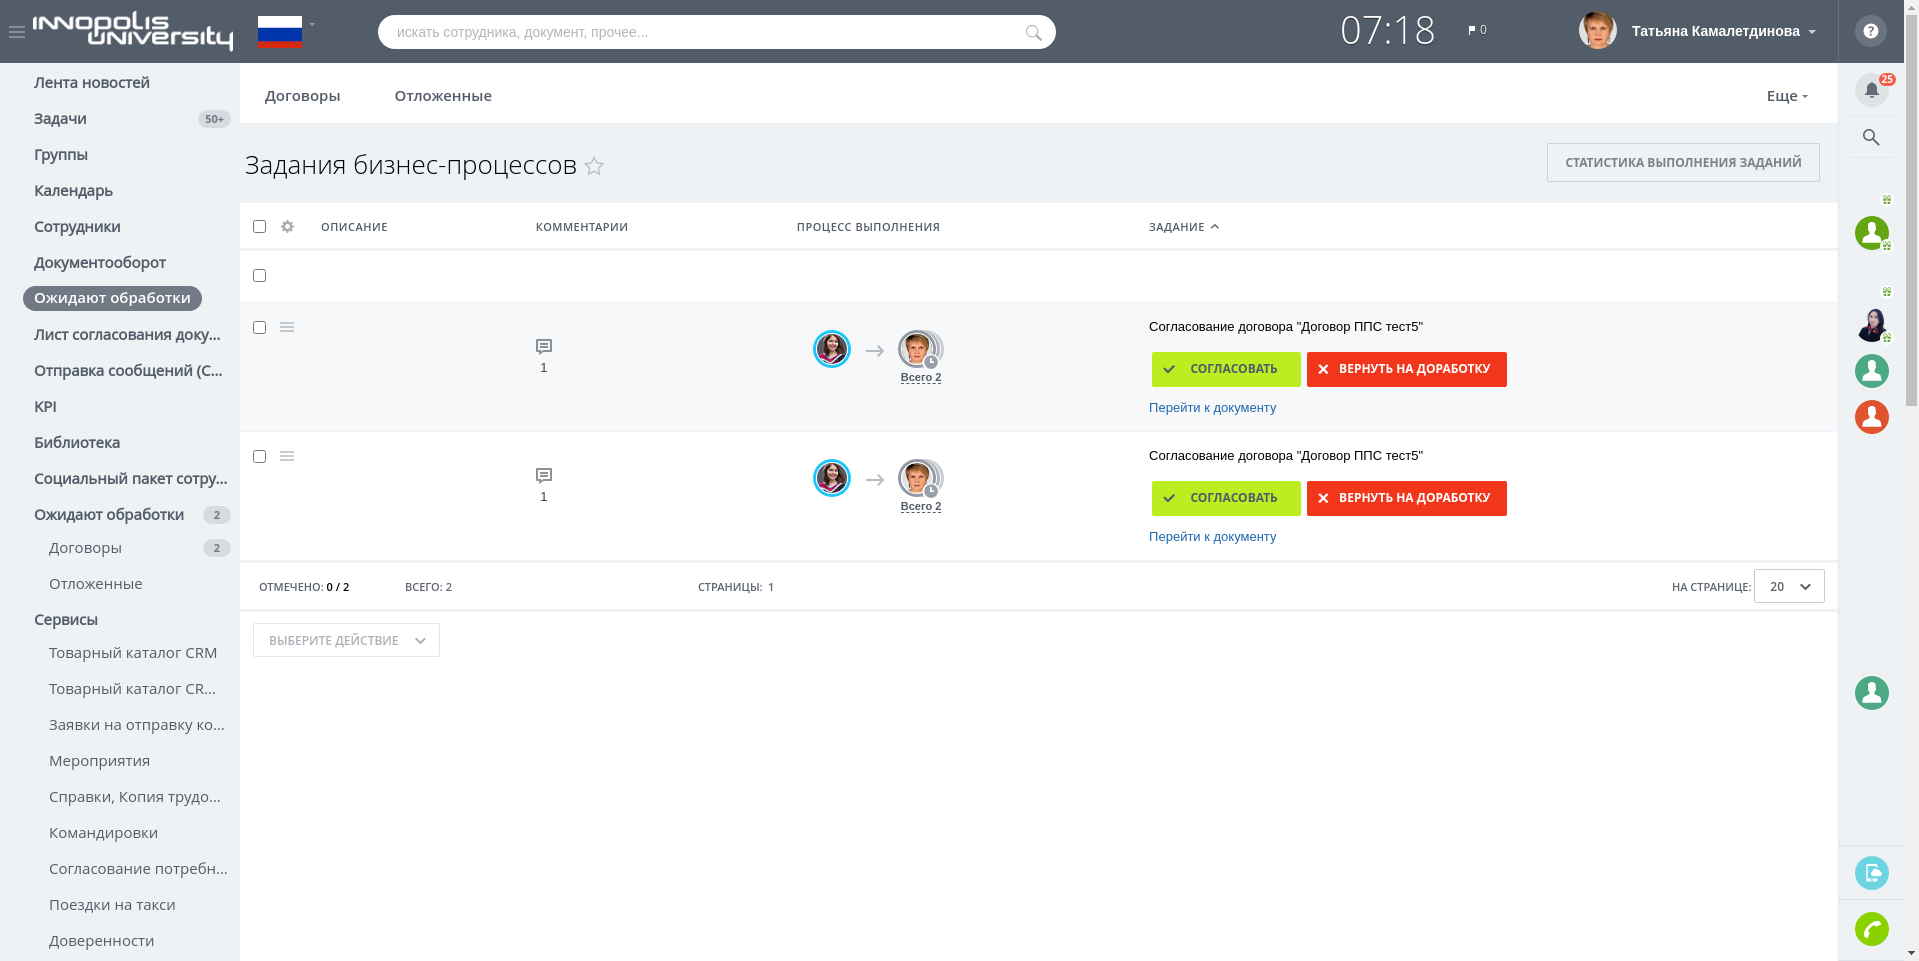 INNOPOLIS
UNIVERSITY
искать сотрудника, документ, прочее...
07:18
0
Татьяна Камалетдинова
?
25
Лента новостей
Задачи
50+
Группы
Календарь
Сотрудники
Документооборот
Ожидают обработки
Лист согласования доку...
Отправка сообщений (С...
KPI
Библиотека
Социальный пакет сотру...
Ожидают обработки
2
Договоры
2
Отложенные
Сервисы
Товарный каталог CRM
Товарный каталог CR...
Заявки на отправку ко...
Мероприятия
Справки, Копия трудо...
Командировки
Согласование потребн...
Поездки на такси
Доверенности
Договоры
Отложенные
Еще
Задания бизнес-процессов
СТАТИСТИКА ВЫПОЛНЕНИЯ ЗАДАНИЙ
ОПИСАНИЕ
КОММЕНТАРИИ
ПРОЦЕСС ВЫПОЛНЕНИЯ
ЗАДАНИЕ
1
Всего 2
Согласование договора "Договор ППС тест5"
СОГЛАСОВАТЬ
ВЕРНУТЬ НА ДОРАБОТКУ
Перейти к документу
1
Всего 2
Согласование договора "Договор ППС тест5"
СОГЛАСОВАТЬ
ВЕРНУТЬ НА ДОРАБОТКУ
Перейти к документу
ОТМЕЧЕНО: 0 / 2
ВСЕГО: 2
СТРАНИЦЫ: 1
НА СТРАНИЦЕ:
20
ВЫБЕРИТЕ ДЕЙСТВИЕ